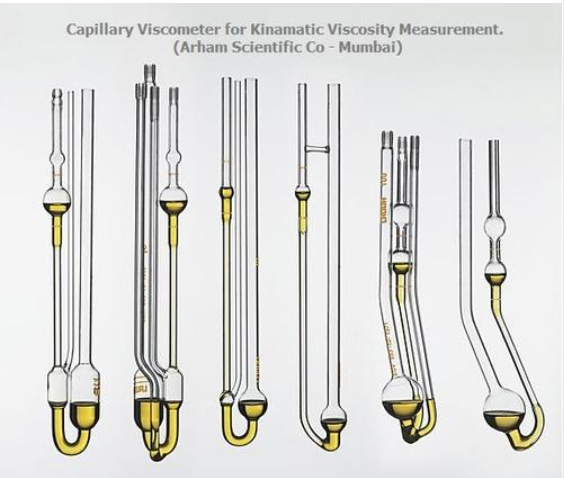 Capillary Viscometer for Kinamatic Viscosity Measurement.
(Arham Scientific Co - Mumbai)